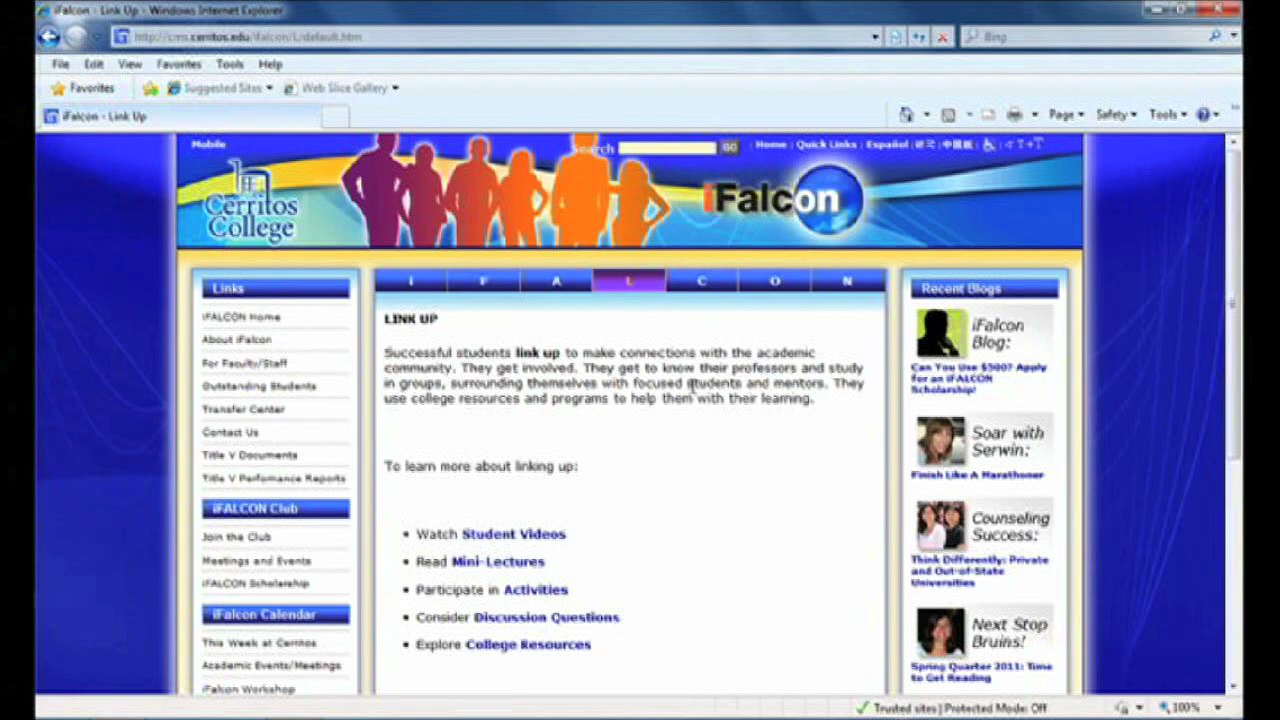 iFalcon - Link Up - Windows Internet Explorer
http://cms.cerritos.edu/ifalcon/L/default.htm
Bing
File Edit View Favorites Tools Help
Favorites Suggested Sites Web Slice Gallery
iFalcon - Link Up
Page Safety Tools
Mobile
Search GO Home Quick Links Español
Cerritos
College
iFalcon
Links
iFALCON Home
About iFalcon
For Faculty/Staff
Outstanding Students
Transfer Center
Contact Us
Title V Documents
Title V Performance Reports
iFALCON Club
Join the Club
Meetings and Events
iFALCON Scholarship
iFalcon Calendar
This Week at Cerritos
Academic Events/Meetings
iFalcon Workshop
I F A L C O N
LINK UP
Successful students link up to make connections with the academic
community. They get involved. They get to know their professors and study
in groups, surrounding themselves with focused students and mentors. They
use college resources and programs to help them with their learning.
To learn more about linking up:
• Watch Student Videos
• Read Mini-Lectures
• Participate in Activities
• Consider Discussion Questions
• Explore College Resources
Recent Blogs
iFalcon
Blog:
Can You Use $500? Apply
for an iFALCON
Scholarship!
Soar with
Serwin:
Finish Like A Marathoner
Counseling
Success:
Think Differently: Private
and Out-of-State
Universities
Next Stop
Bruins!
Spring Quarter 2011: Time
to Get Reading
Trusted sites | Protected Mode: Off
100%